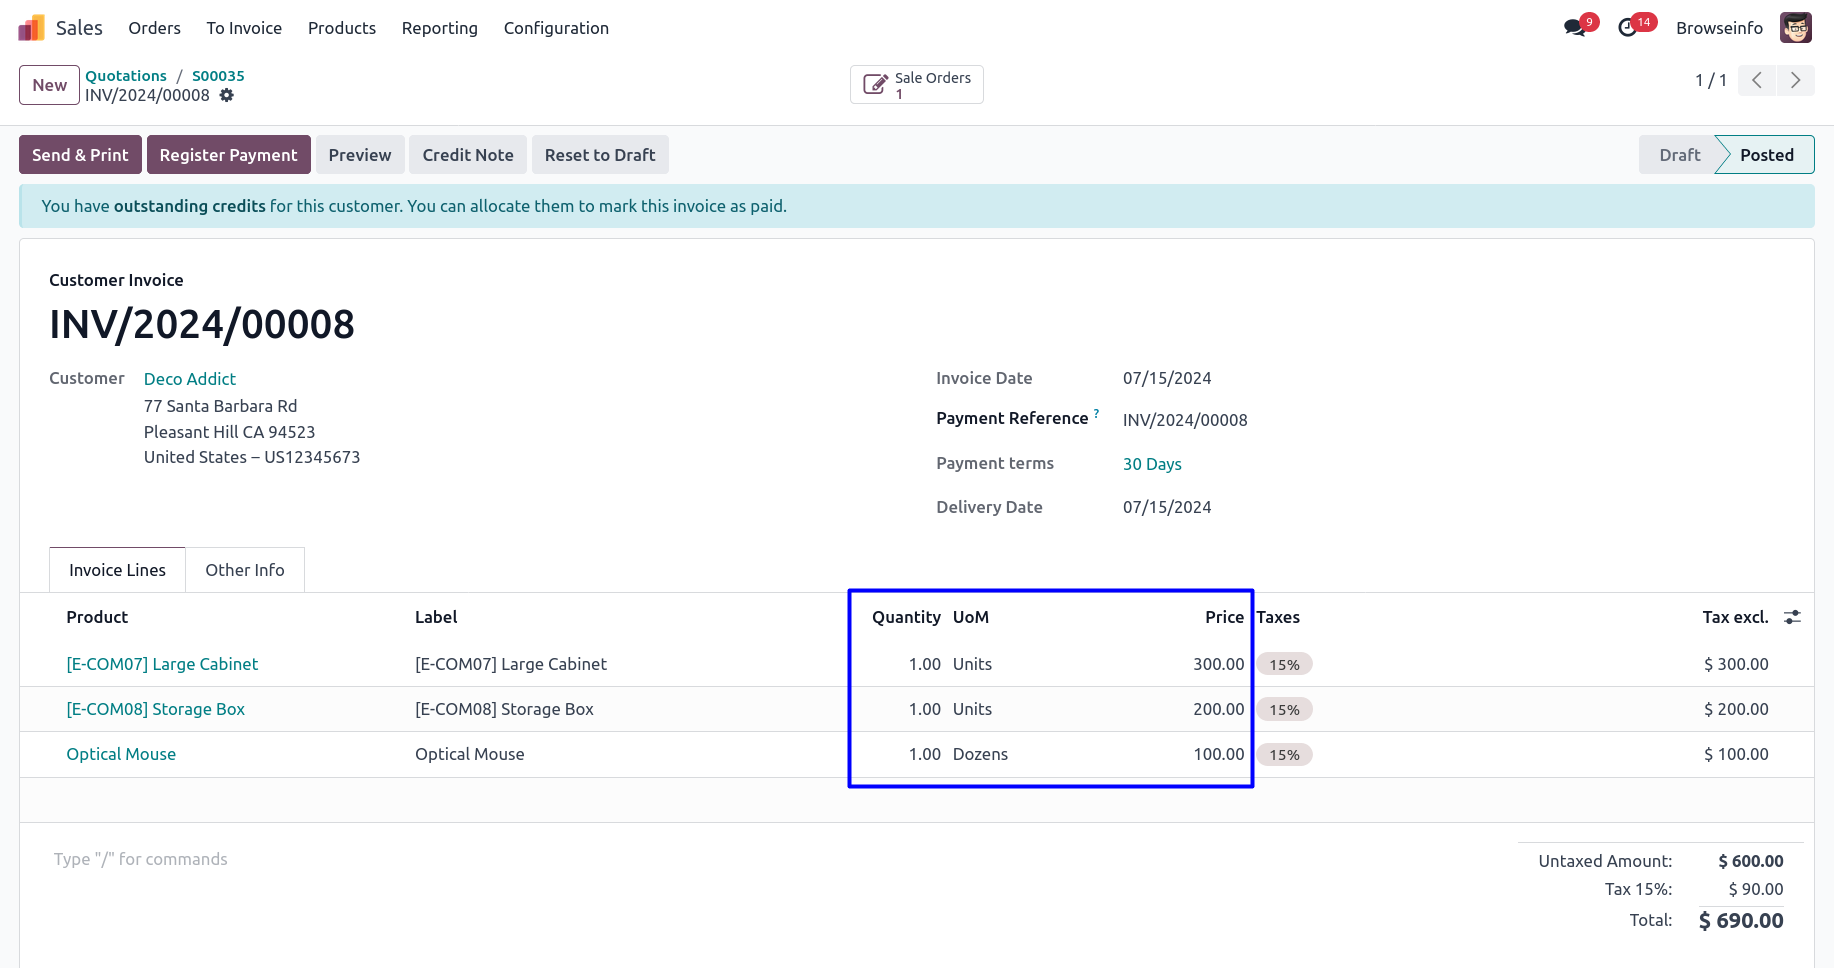 Sales Orders To Invoice Products Reporting Configuration 9 14 Browseinfo
New Quotations / S00035 Sale Orders 1 / 1
INV/2024/00008 1
Send & Print Register Payment Preview Credit Note Reset to Draft Draft Posted
You have outstanding credits for this customer. You can allocate them to mark this invoice as paid.
Customer Invoice
INV/2024/00008
Customer Deco Addict Invoice Date 07/15/2024
77 Santa Barbara Rd
Pleasant Hill CA 94523 Payment Reference ? INV/2024/00008
United States – US12345673 Payment terms 30 Days
Delivery Date 07/15/2024
Invoice Lines Other Info
Product Label Quantity UoM Price Taxes Tax excl.
[E-COM07] Large Cabinet [E-COM07] Large Cabinet 1.00 Units 300.00 15% $ 300.00
[E-COM08] Storage Box [E-COM08] Storage Box 1.00 Units 200.00 15% $ 200.00
Optical Mouse Optical Mouse 1.00 Dozens 100.00 15% $ 100.00
Type "/" for commands Untaxed Amount: $ 600.00
Tax 15%: $ 90.00
Total: $ 690.00